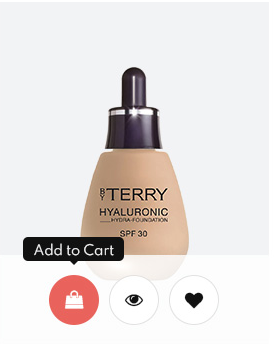 BY TERRY
HYALURONIC
HYDRA-FOUNDATION
SPF 30
Add to Cart